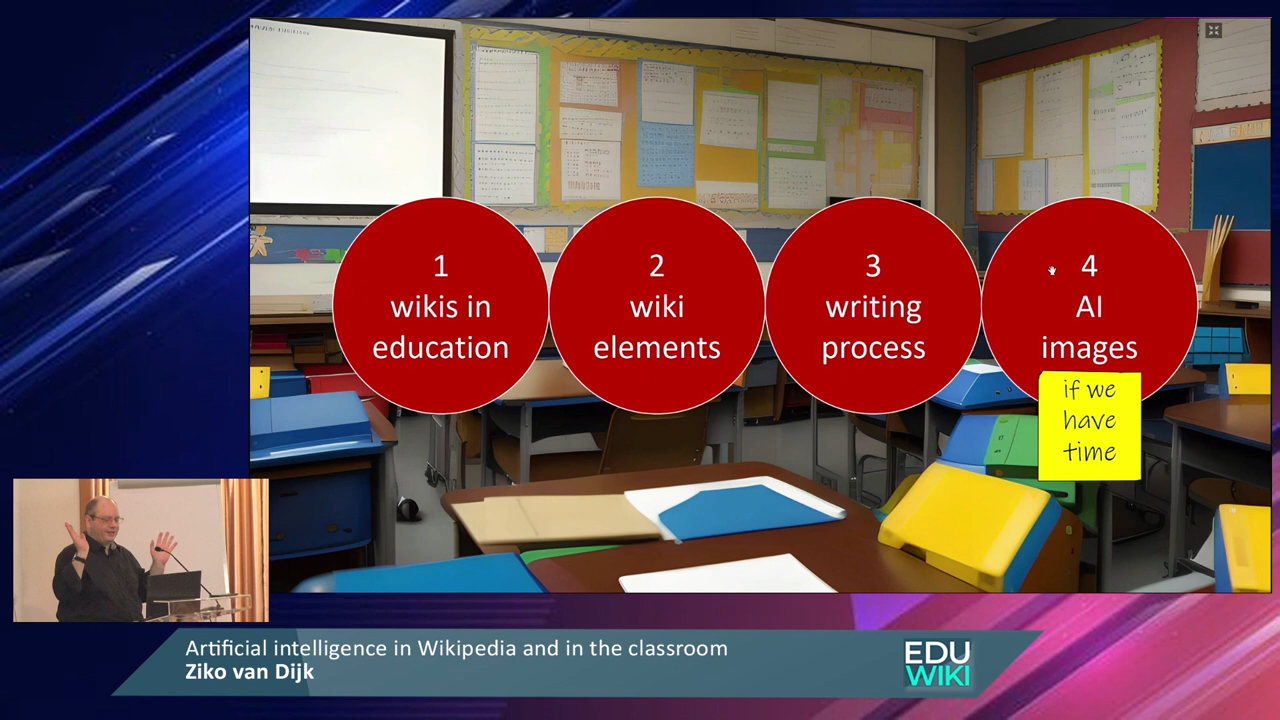 1
wikis in
education
2
wiki
elements
3
writing
process
4
AI
images
if we
have
time
Artificial intelligence in Wikipedia and in the classroom
Ziko van Dijk
EDU
WIKI